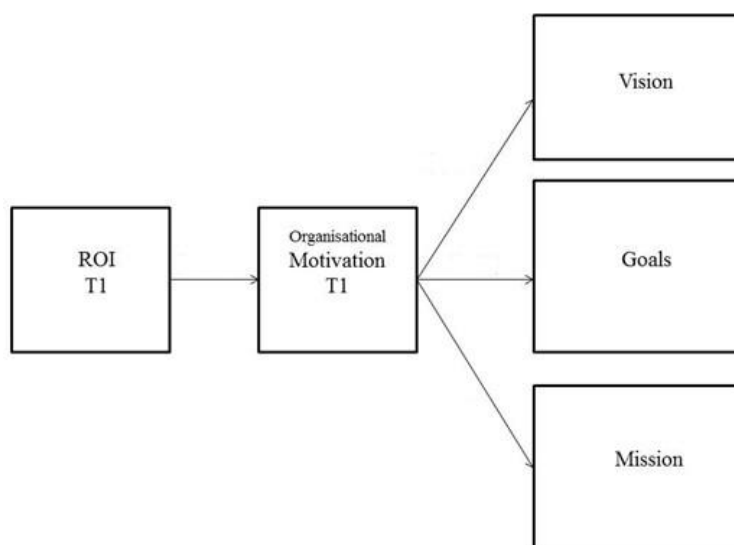 Vision
ROI
T1
Organisational
Motivation
T1
Goals
Mission